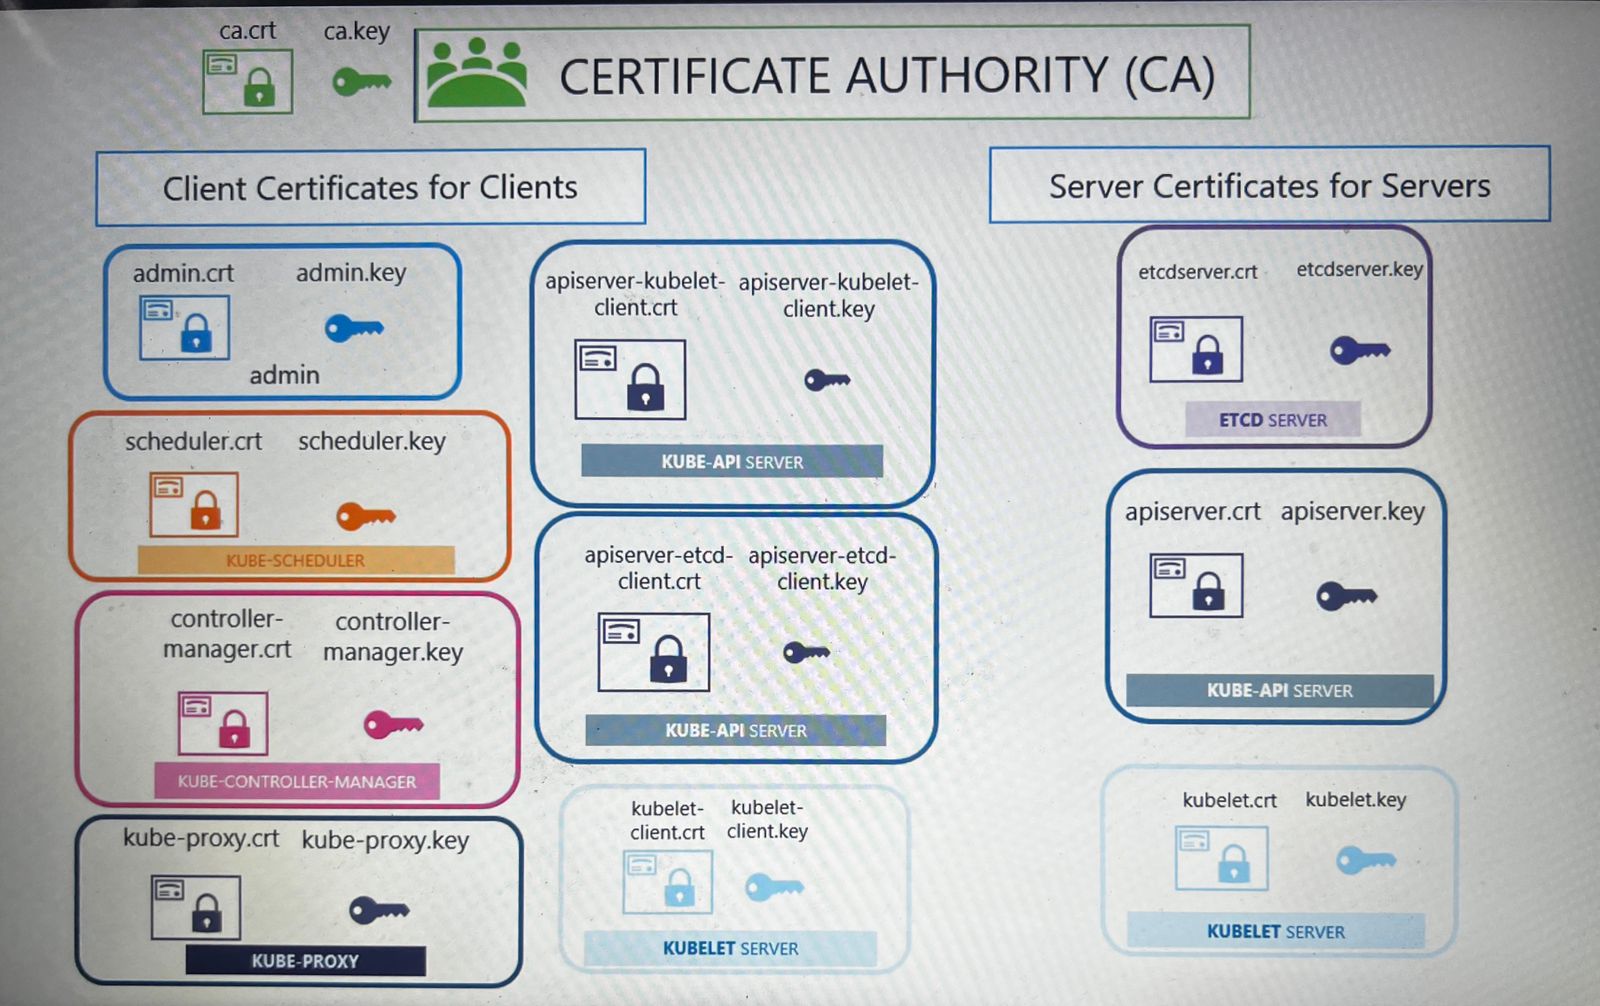 ca.crt ca.key
CERTIFICATE AUTHORITY (CA)
Client Certificates for Clients
Server Certificates for Servers
admin.crt admin.key
admin
scheduler.crt scheduler.key
KUBE-SCHEDULER
controller-
manager.crt
controller-
manager.key
KUBE-CONTROLLER-MANAGER
kube-proxy.crt kube-proxy.key
KUBE-PROXY
apiserver-kubelet-
client.crt
apiserver-kubelet-
client.key
KUBE-API SERVER
apiserver-etcd-
client.crt
apiserver-etcd-
client.key
KUBE-API SERVER
kubelet-
client.crt
kubelet-
client.key
KUBELET SERVER
etcdserver.crt etcdserver.key
ETCD SERVER
apiserver.crt apiserver.key
KUBE-API SERVER
kubelet.crt kubelet.key
KUBELET SERVER